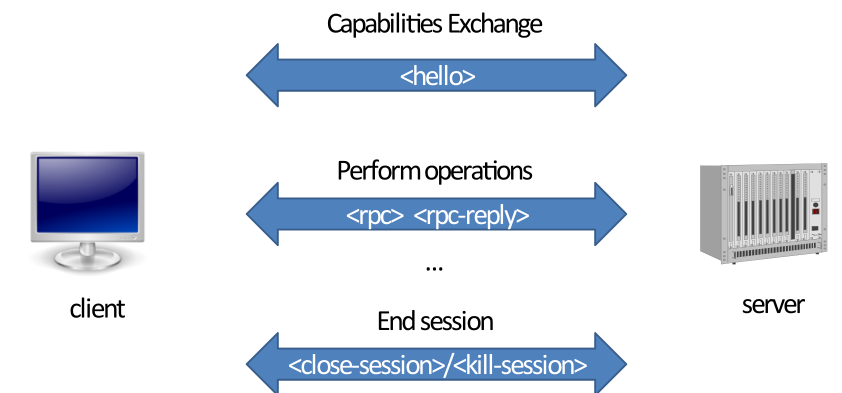 Capabilities Exchange
<hello>
Perform operations
<rpc> <rpc-reply>
...
client
server
End session
<close-session>/<kill-session>